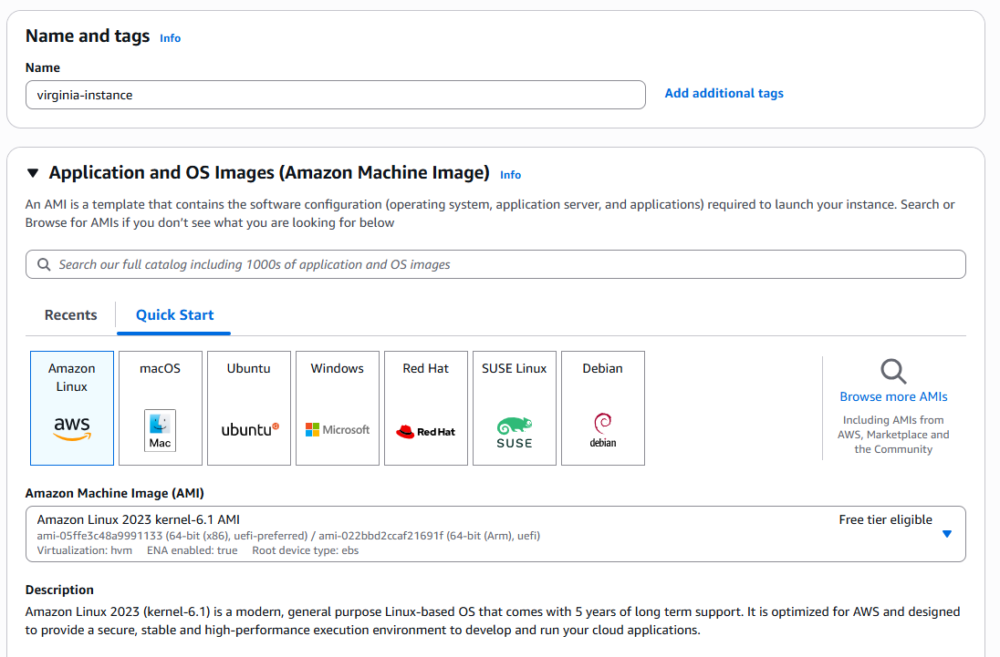 Name and tags Info
Name
virginia-instance
Add additional tags
Application and OS Images (Amazon Machine Image) Info
An AMI is a template that contains the software configuration (operating system, application server, and applications) required to launch your instance. Search or
Browse for AMIs if you don't see what you are looking for below
Search our full catalog including 1000s of application and OS images
Recents
Quick Start
Amazon
Linux
aws
macOS
Mac
Ubuntu
ubuntu
Windows
Microsoft
Red Hat
RedHat
SUSE Linux
SUSE
Debian
debian
Browse more AMIs
Including AMIs from
AWS, Marketplace and
the Community
Amazon Machine Image (AMI)
Amazon Linux 2023 kernel-6.1 AMI
Free tier eligible
ami-05ffe3c48a9991133 (64-bit (x86), uefi-preferred) / ami-022bbd2ccaf21691f (64-bit (Arm), uefi)
Virtualization: hvm ENA enabled: true Root device type: ebs
Description
Amazon Linux 2023 (kernel-6.1) is a modern, general purpose Linux-based OS that comes with 5 years of long term support. It is optimized for AWS and designed
to provide a secure, stable and high-performance execution environment to develop and run your cloud applications.